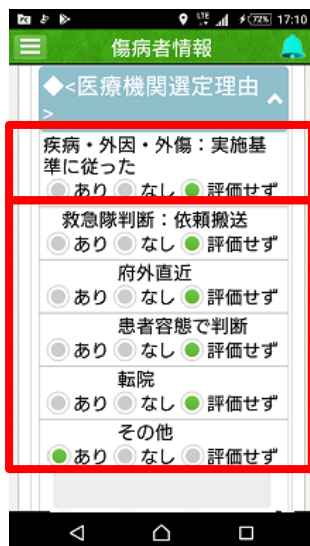 LTE 72% 17:10
傷病者情報
◆<医療機関選定理由
>
疾病・外因・外傷：実施基
準に従った
あり なし 評価せず
救急隊判断：依頼搬送
あり なし 評価せず
府外直近
あり なし 評価せず
患者容態で判断
あり なし 評価せず
転院
あり なし 評価せず
その他
あり なし 評価せず